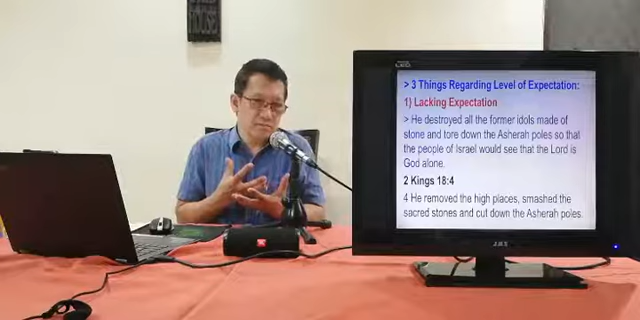 HOUSE
> 3 Things Regarding Level of Expectation:
1) Lacking Expectation
> He destroyed all the former idols made of
stone and tore down the Asherah poles so that
the people of Israel would see that the Lord is
God alone.
2 Kings 18:4
4 He removed the high places, smashed the
sacred stones and cut down the Asherah poles.
JBL